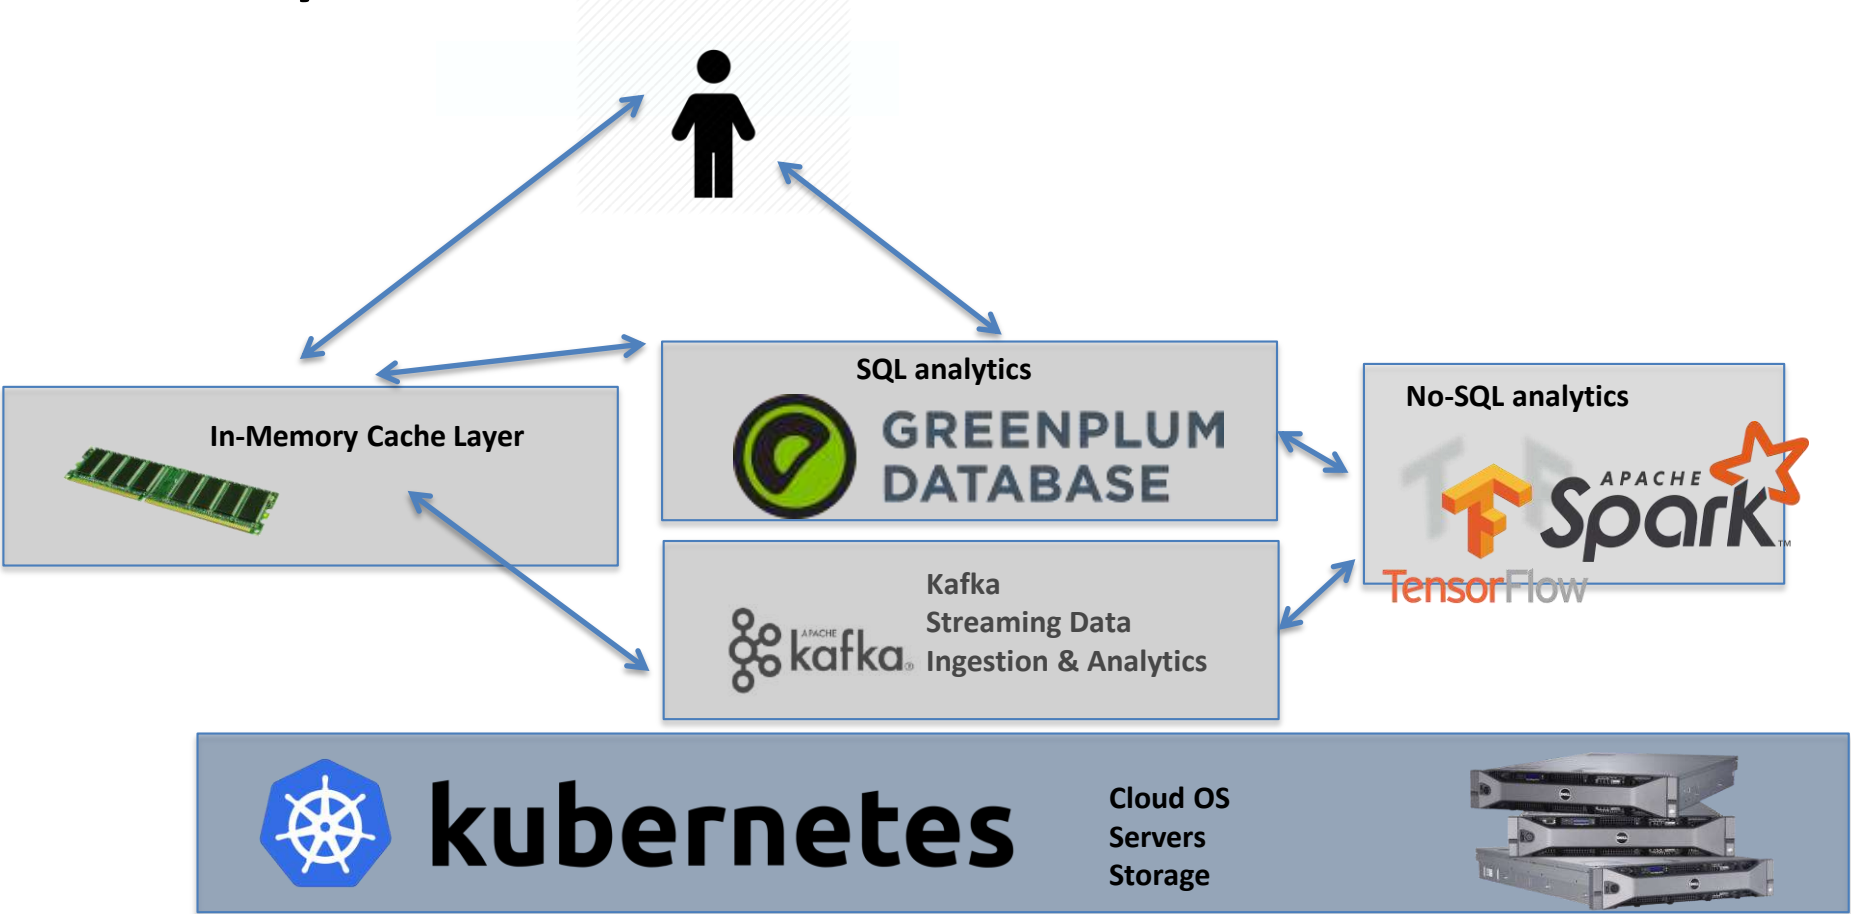 SQL analytics
GREENPLUM
DATABASE
No-SQL analytics
APACHE
Spark™
TensorFlow
In-Memory Cache Layer
APACHE
kafka®
Kafka
Streaming Data
Ingestion & Analytics
kubernetes
Cloud OS
Servers
Storage